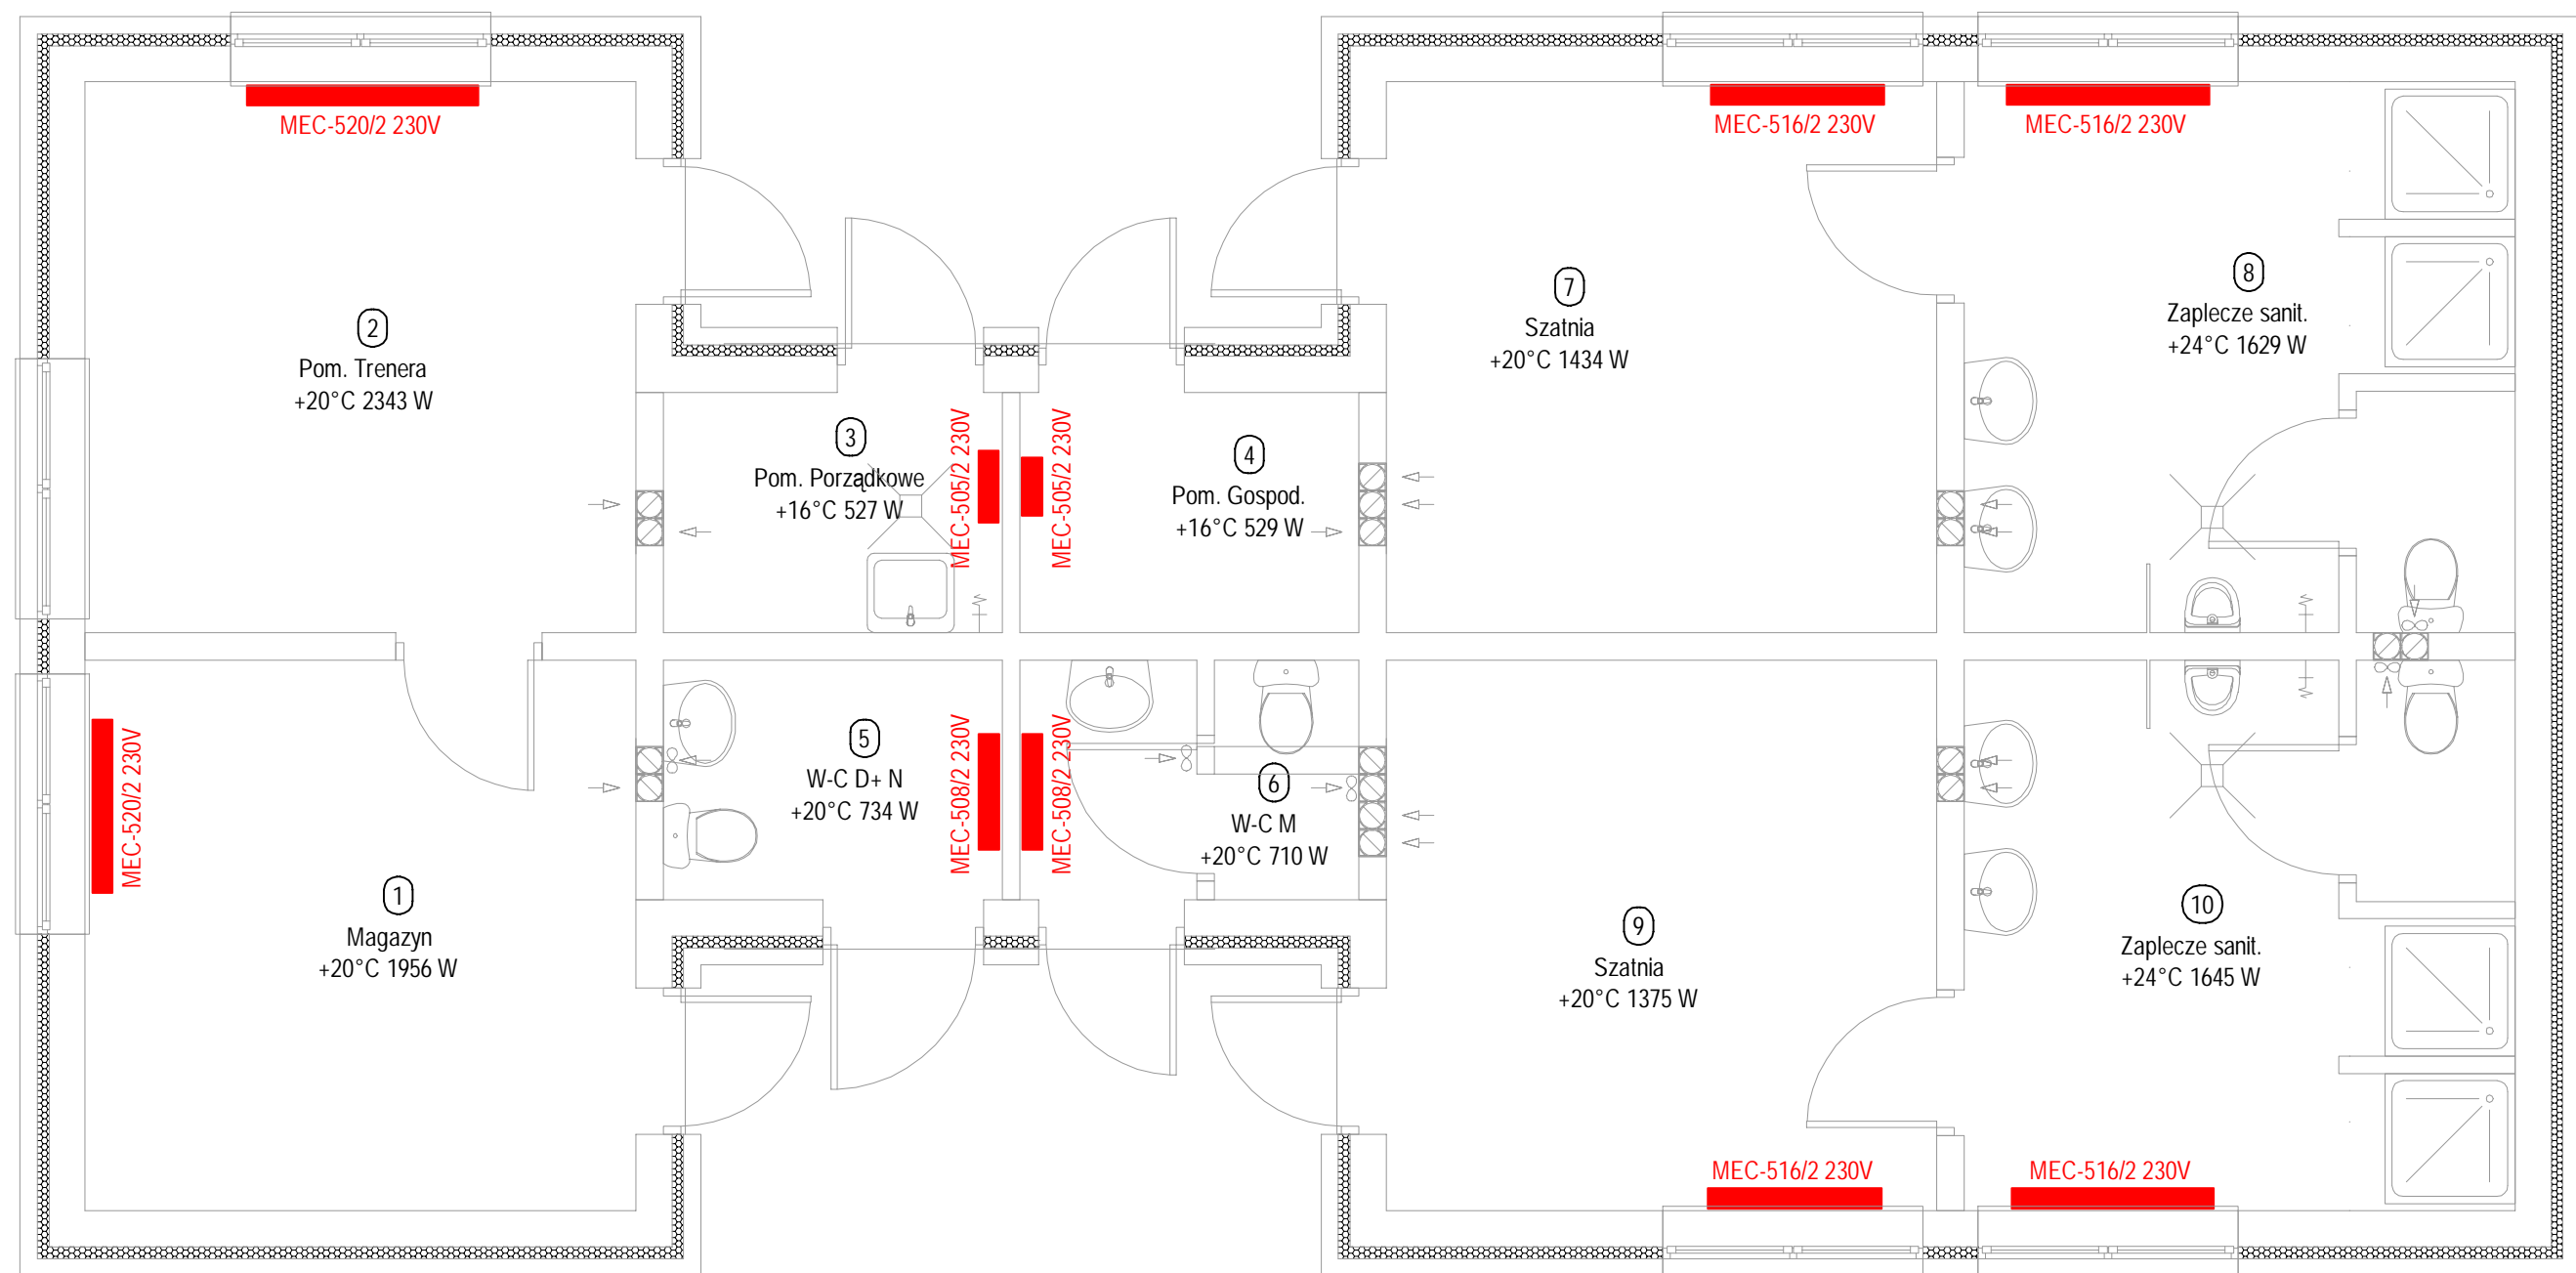 MEC-520/2 230V
MEC-516/2 230V
MEC-516/2 230V
2
Pom. Trenera
+20°C 2343 W
7
Szatnia
+20°C 1434 W
8
Zaplecze sanit.
+24°C 1629 W
3
Pom. Porządkowe
+16°C 527 W
MEC-505/2 230V
MEC-505/2 230V
4
Pom. Gospod.
+16°C 529 W
MEC-520/2 230V
1
Magazyn
+20°C 1956 W
5
W-C D+ N
+20°C 734 W
MEC-508/2 230V
MEC-508/2 230V
6
W-C M
+20°C 710 W
9
Szatnia
+20°C 1375 W
10
Zaplecze sanit.
+24°C 1645 W
MEC-516/2 230V
MEC-516/2 230V